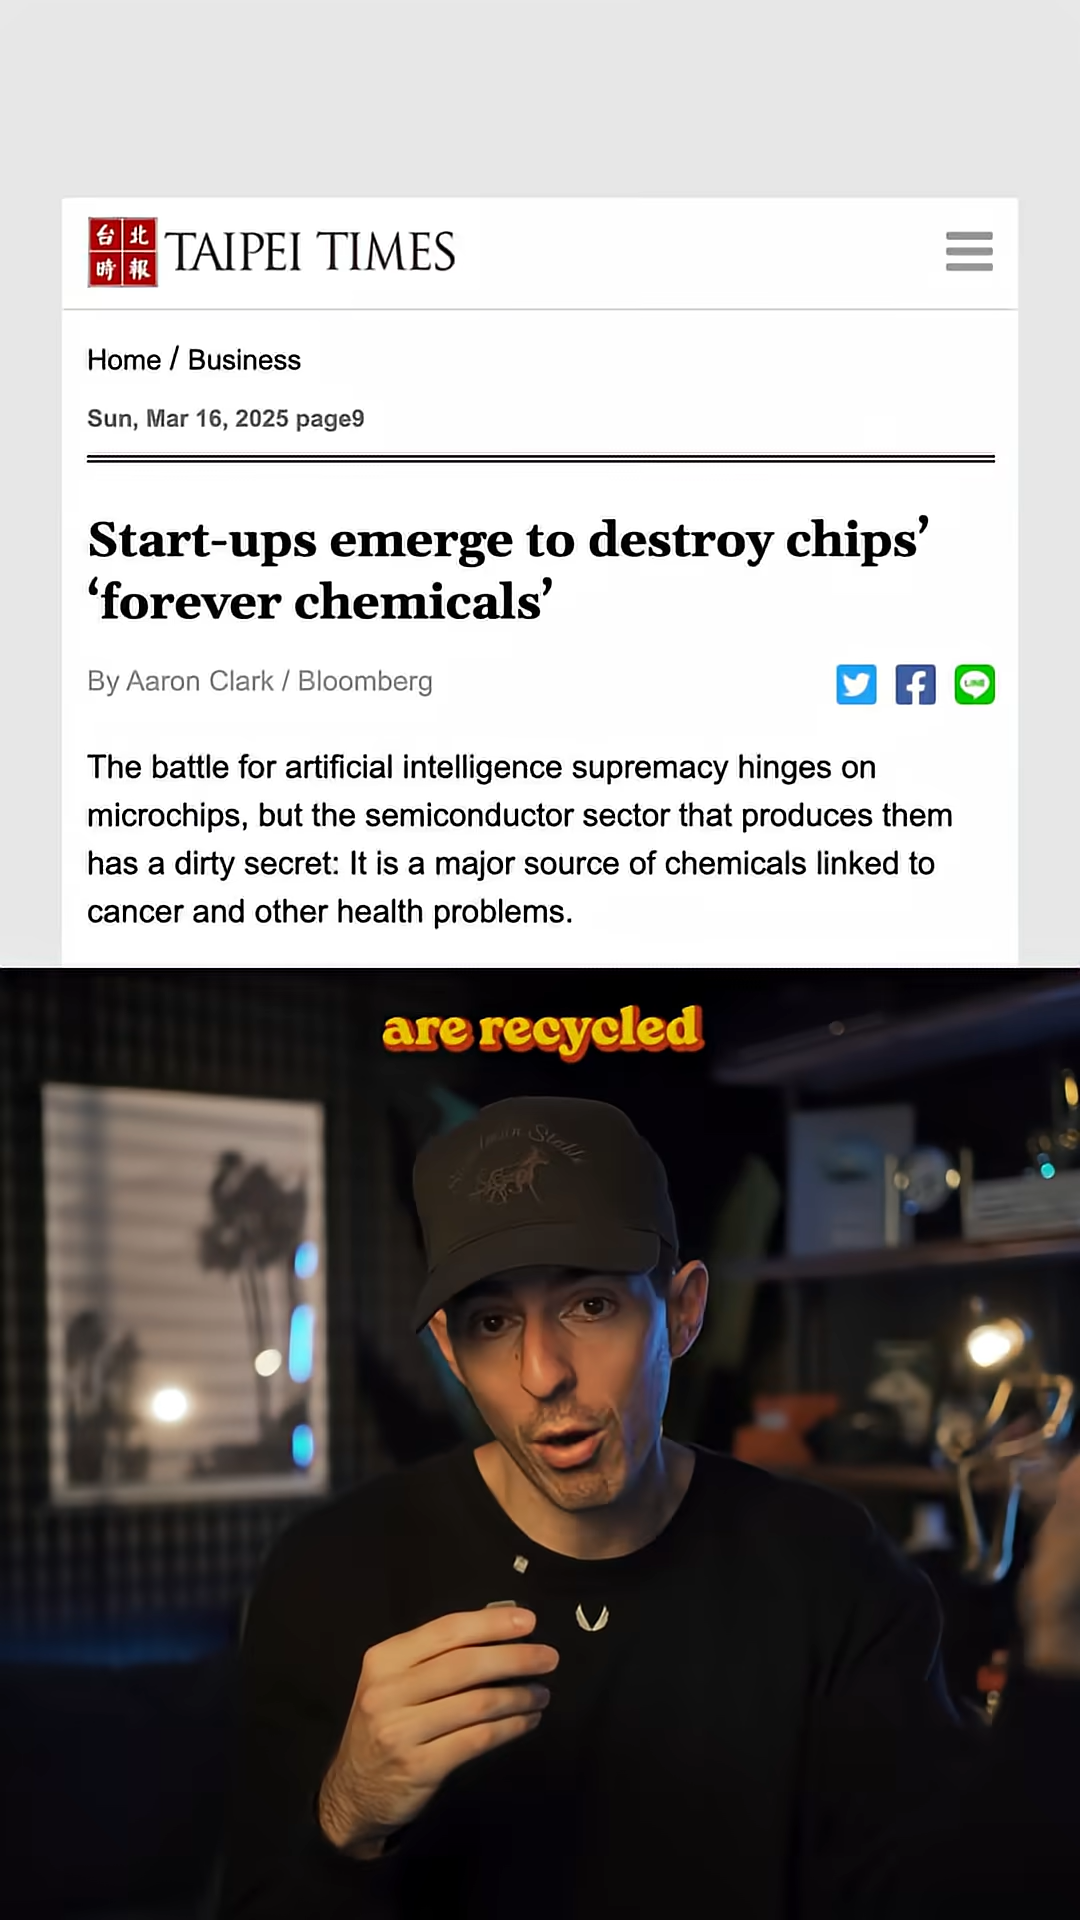 台北
時報
TAIPEI TIMES
Home / Business
Sun, Mar 16, 2025 page9
Start-ups emerge to destroy chips’
‘forever chemicals’
By Aaron Clark / Bloomberg
LINE
The battle for artificial intelligence supremacy hinges on
microchips, but the semiconductor sector that produces them
has a dirty secret: It is a major source of chemicals linked to
cancer and other health problems.
are recycled